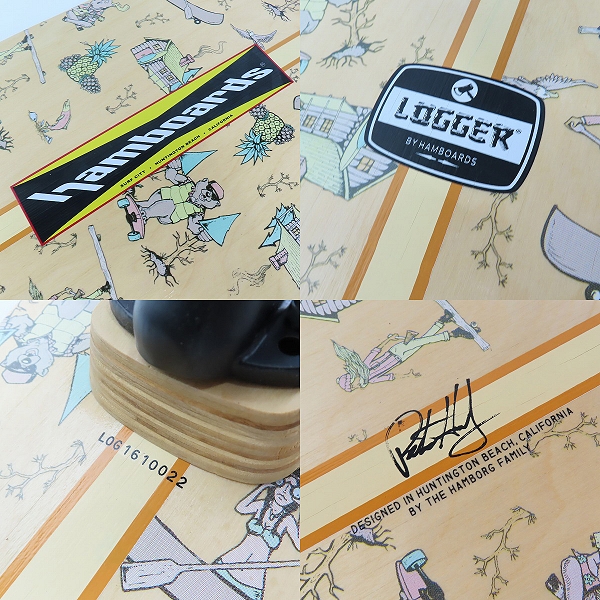 hamboards®
SURF CITY • HUNTINGTON BEACH • CALIFORNIA
LOGGER®
BY HAMBOARDS
LOG1610022
DESIGNED IN HUNTINGTON BEACH, CALIFORNIA
BY THE HAMBORG FAMILY